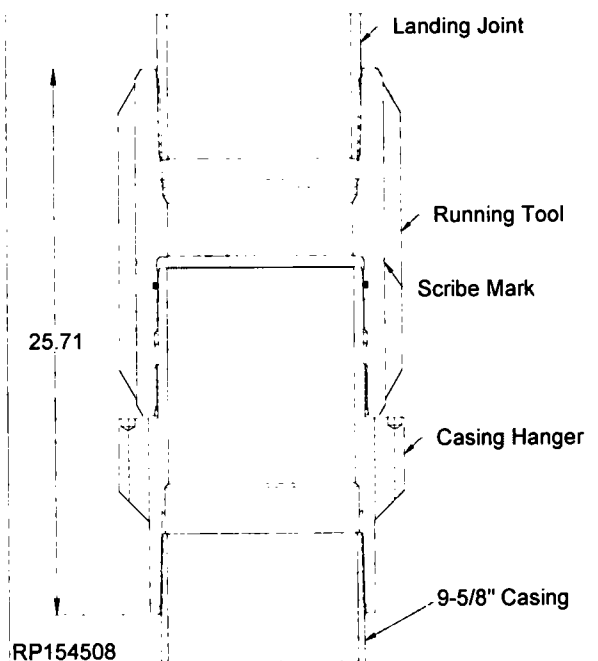 Landing Joint
Running Tool
Scribe Mark
25.71
Casing Hanger
9-5/8" Casing
RP154508